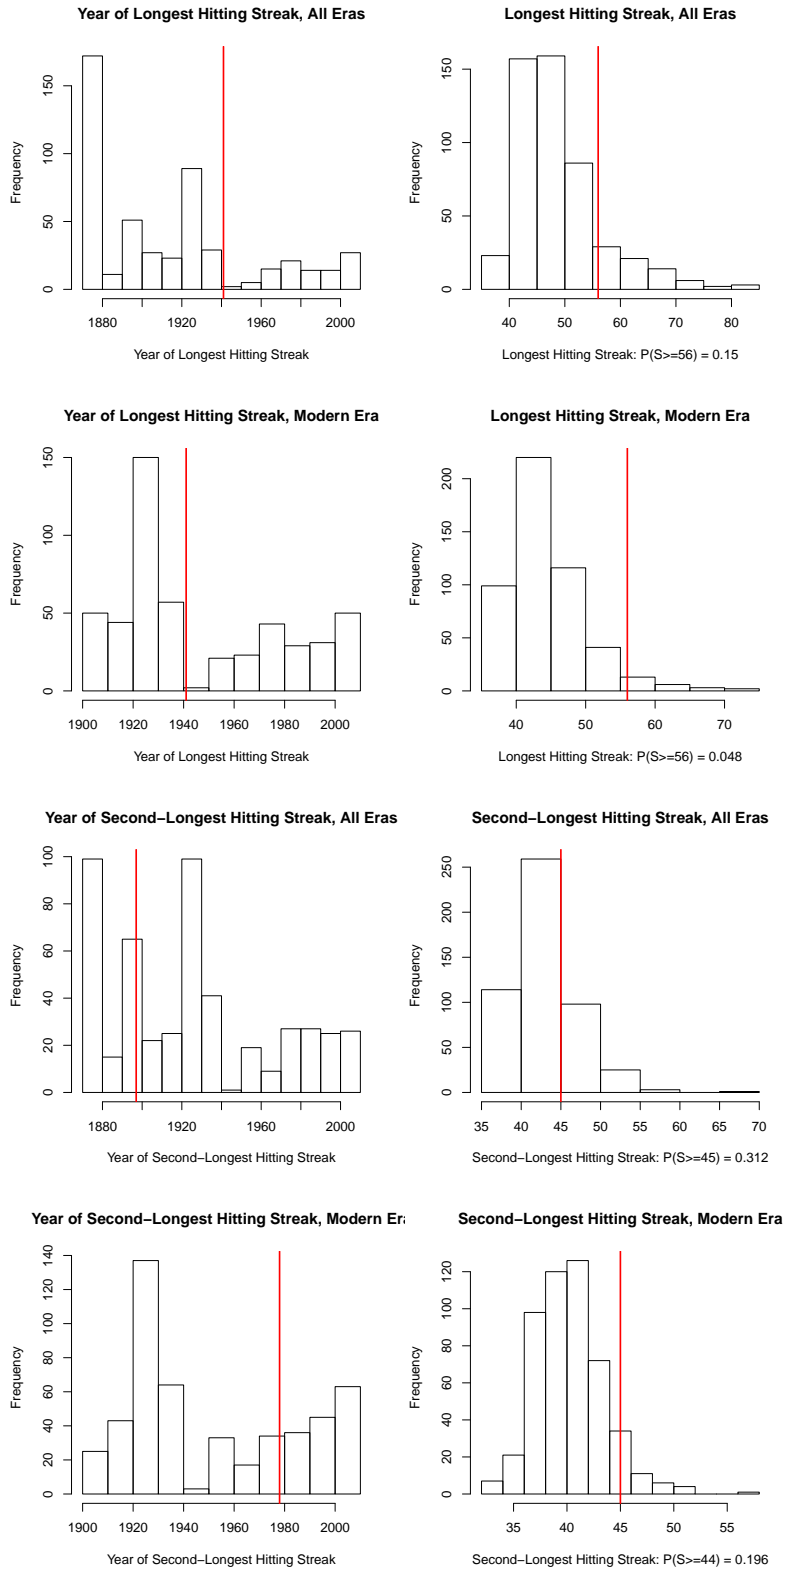 Year of Longest Hitting Streak, All Eras
Frequency
0 50 100 150
1880 1920 1960 2000
Year of Longest Hitting Streak
Longest Hitting Streak, All Eras
Frequency
0 50 100 150
40 50 60 70 80
Longest Hitting Streak: P(S>=56) = 0.15
Year of Longest Hitting Streak, Modern Era
Frequency
0 50 100 150
1900 1920 1940 1960 1980 2000
Year of Longest Hitting Streak
Longest Hitting Streak, Modern Era
Frequency
0 50 100 150 200
40 50 60 70
Longest Hitting Streak: P(S>=56) = 0.048
Year of Second−Longest Hitting Streak, All Eras
Frequency
0 20 40 60 80 100
1880 1920 1960 2000
Year of Second−Longest Hitting Streak
Second−Longest Hitting Streak, All Eras
Frequency
0 50 100 150 200 250
35 40 45 50 55 60 65 70
Second−Longest Hitting Streak: P(S>=45) = 0.312
Year of Second−Longest Hitting Streak, Modern Era
Frequency
0 20 40 60 80 100 120 140
1900 1920 1940 1960 1980 2000
Year of Second−Longest Hitting Streak
Second−Longest Hitting Streak, Modern Era
Frequency
0 20 40 60 80 100 120
35 40 45 50 55
Second−Longest Hitting Streak: P(S>=44) = 0.196